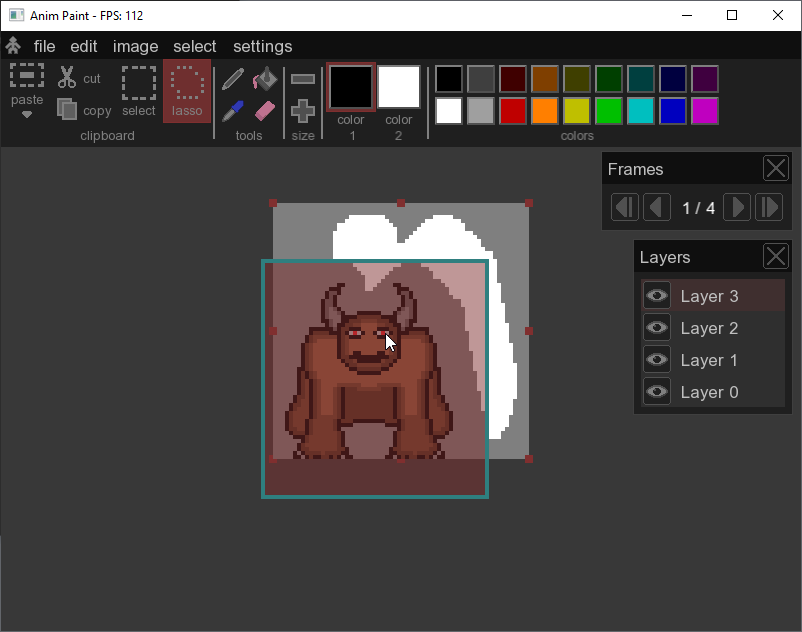 Anim Paint - FPS: 112
file edit image select settings
paste
cut
copy
select
lasso
clipboard
tools
size
color
1
color
2
colors
Frames
1 / 4
Layers
Layer 3
Layer 2
Layer 1
Layer 0